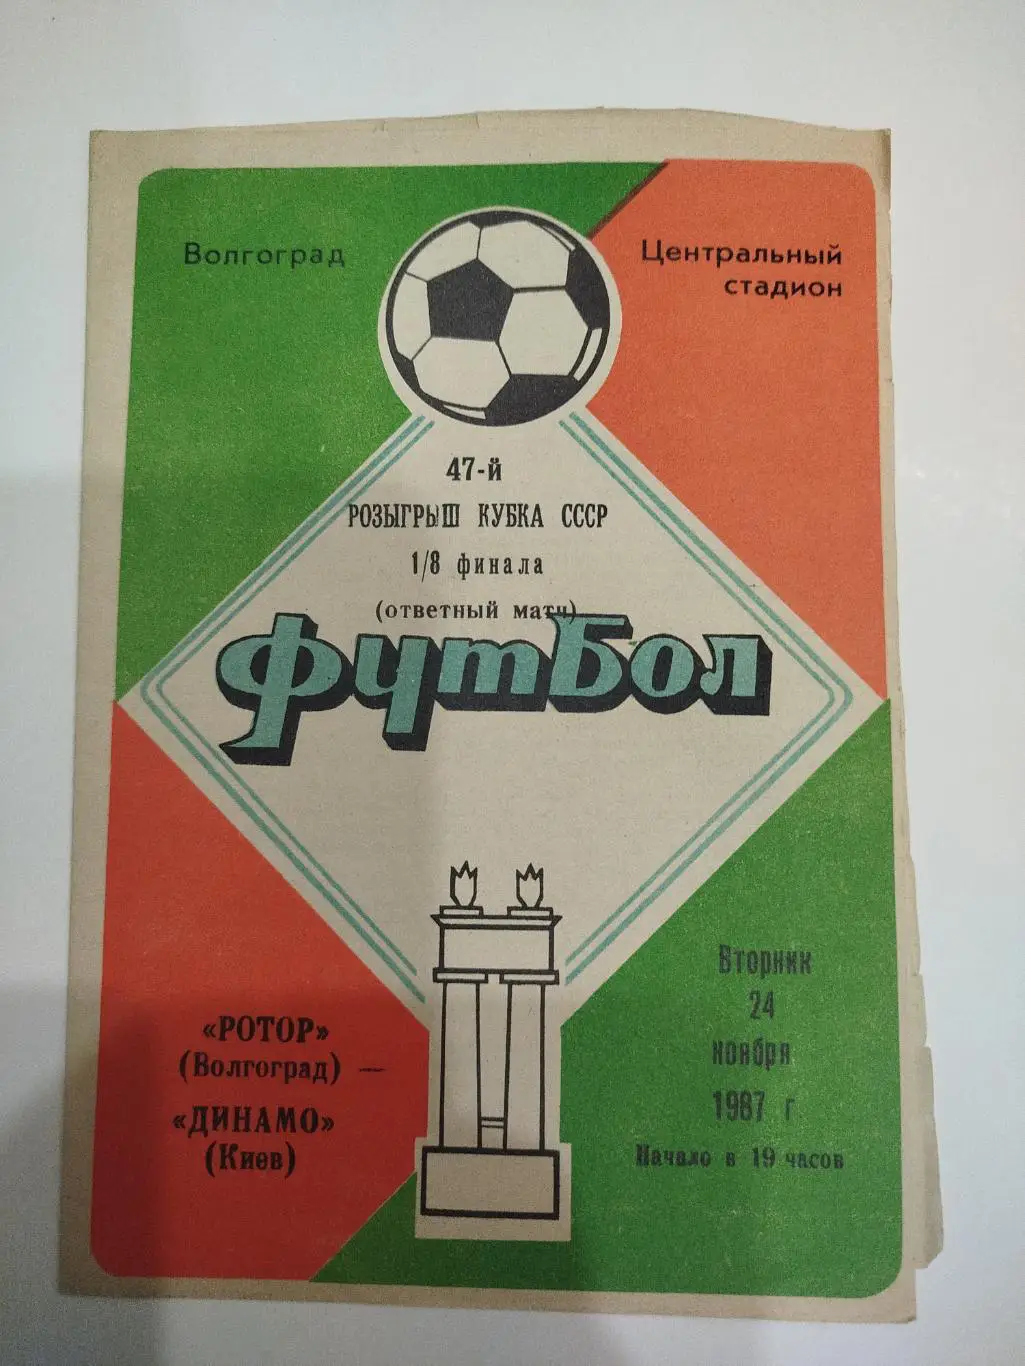 Волгоград
Центральный
стадион
47-й
РОЗЫГРЫШ КУБКА СССР
1/8 финала
(ответный матч)
футбол
«РОТОР»
(Волгоград) —
«ДИНАМО»
(Киев)
Вторник
24
ноября
1987 г.
Начало в 19 часов